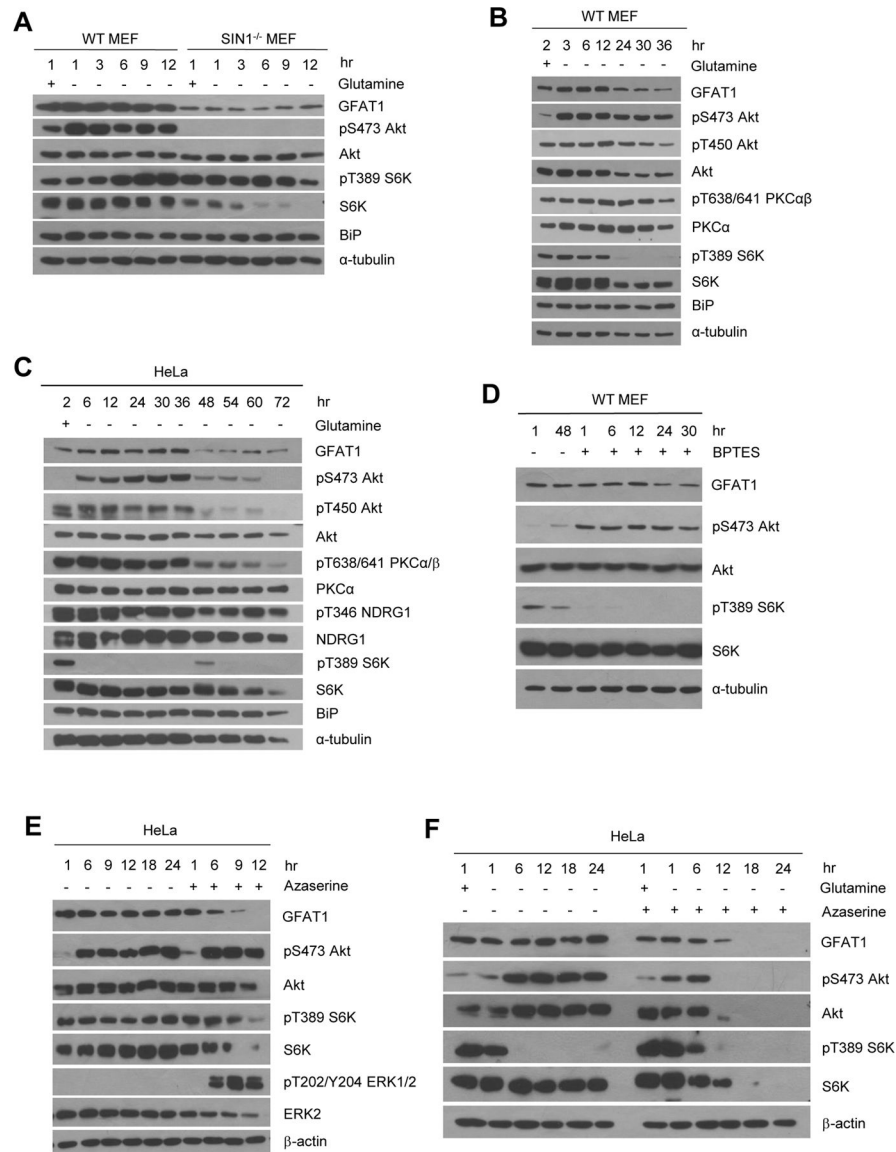 A
WT MEF SIN1-/- MEF
1 1 3 6 9 12 1 1 3 6 9 12 hr
+ - - - - - + - - - - - Glutamine
GFAT1
pS473 Akt
Akt
pT389 S6K
S6K
BiP
α-tubulin
B
WT MEF
2 3 6 12 24 30 36 hr
+ - - - - - - Glutamine
GFAT1
pS473 Akt
pT450 Akt
Akt
pT638/641 PKCαβ
PKCα
pT389 S6K
S6K
BiP
α-tubulin
C
HeLa
2 6 12 24 30 36 48 54 60 72 hr
+ - - - - - - - - - Glutamine
GFAT1
pS473 Akt
pT450 Akt
Akt
pT638/641 PKCα/β
PKCα
pT346 NDRG1
NDRG1
pT389 S6K
S6K
BiP
α-tubulin
D
WT MEF
1 48 1 6 12 24 30 hr
- - + + + + + BPTES
GFAT1
pS473 Akt
Akt
pT389 S6K
S6K
α-tubulin
E
HeLa
1 6 9 12 18 24 1 6 9 12 hr
- - - - - - + + + + Azaserine
GFAT1
pS473 Akt
Akt
pT389 S6K
S6K
pT202/Y204 ERK1/2
ERK2
β-actin
F
HeLa
1 1 6 12 18 24 1 1 6 12 18 24 hr
+ - - - - - + - - - - - Glutamine
- - - - - - + + + + + + Azaserine
GFAT1
pS473 Akt
Akt
pT389 S6K
S6K
β-actin